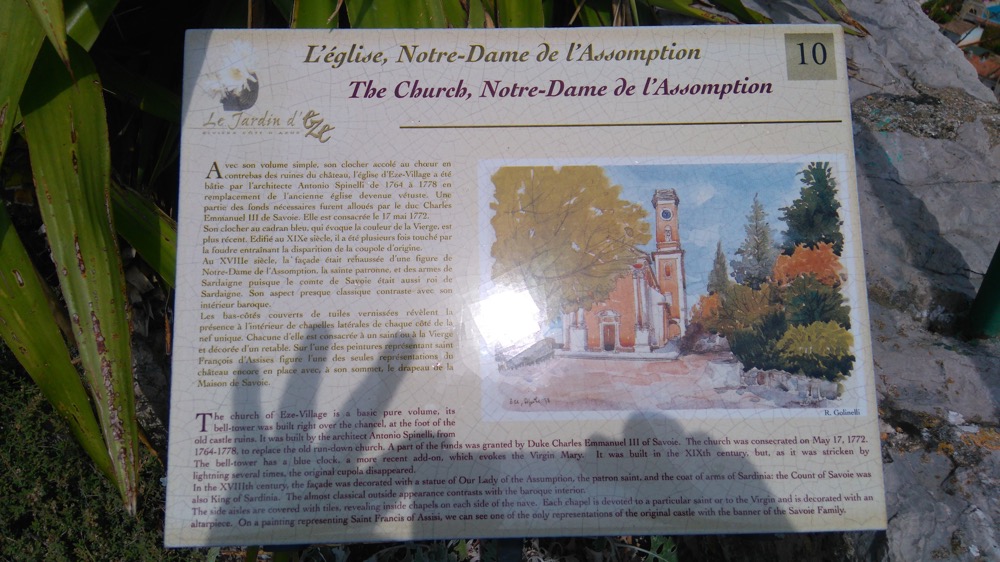 L'église, Notre-Dame de l'Assomption
10
The Church, Notre-Dame de l'Assomption
Le Jardin d'èZE
Avec son volume simple, son clocher accolé au chœur en
contrebas des ruines du château, l'église d'Eze-Village a été
bâtie par l'architecte Antonio Spinelli de 1764 à 1778 en
remplacement de l'ancienne église devenue vétuste. Une
partie des fonds nécessaires furent alloués par le duc Charles
Emmanuel III de Savoie. Elle est consacrée le 17 mai 1772.
Son clocher au cadran bleu, qui évoque la couleur de la Vierge, est
plus récent. Edifié au XIXe siècle, il a été plusieurs fois touché par
la foudre entraînant la disparition de la coupole d'origine.
Au XVIIIe siècle, la façade était rehaussée d'une figure de
Notre-Dame de l'Assomption, la sainte patronne, et des armes de
Sardaigne puisque le comte de Savoie était aussi roi de
Sardaigne. Son aspect presque classique contraste avec son
intérieur baroque.
Les bas-côtés couverts de tuiles vernissées révèlent la
présence à l'intérieur de chapelles latérales de chaque côté de la
nef unique. Chacune d'elle est consacrée à un saint ou à la Vierge
et décorée d'un retable. Sur l'une des peintures représentant saint
François d'Assises figure l'une des seules représentations du
château encore en place avec, à son sommet, le drapeau de la
Maison de Savoie.
R. Golinelli
The church of Eze-Village is a basic pure volume, its
bell-tower was built right over the chancel, at the foot of the
old castle ruins. It was built by the architect Antonio Spinelli, from
1764-1778, to replace the old run-down church. A part of the funds was granted by Duke Charles Emmanuel III of Savoie. The church was consecrated on May 17, 1772.
The bell-tower has a blue clock, a more recent add-on, which evokes the Virgin Mary. It was built in the XIXth century, but, as it was stricken by
lightning several times, the original cupola disappeared.
In the XVIIIth century, the façade was decorated with a statue of Our Lady of the Assumption, the patron saint, and the coat of arms of Sardinia: the Count of Savoie was
also King of Sardinia. The almost classical outside appearance contrasts with the baroque interior.
The side aisles are covered with tiles, revealing inside chapels on each side of the nave. Each chapel is devoted to a particular saint or to the Virgin and is decorated with an
altarpiece. On a painting representing Saint Francis of Assisi, we can see one of the only representations of the original castle with the banner of the Savoie Family.